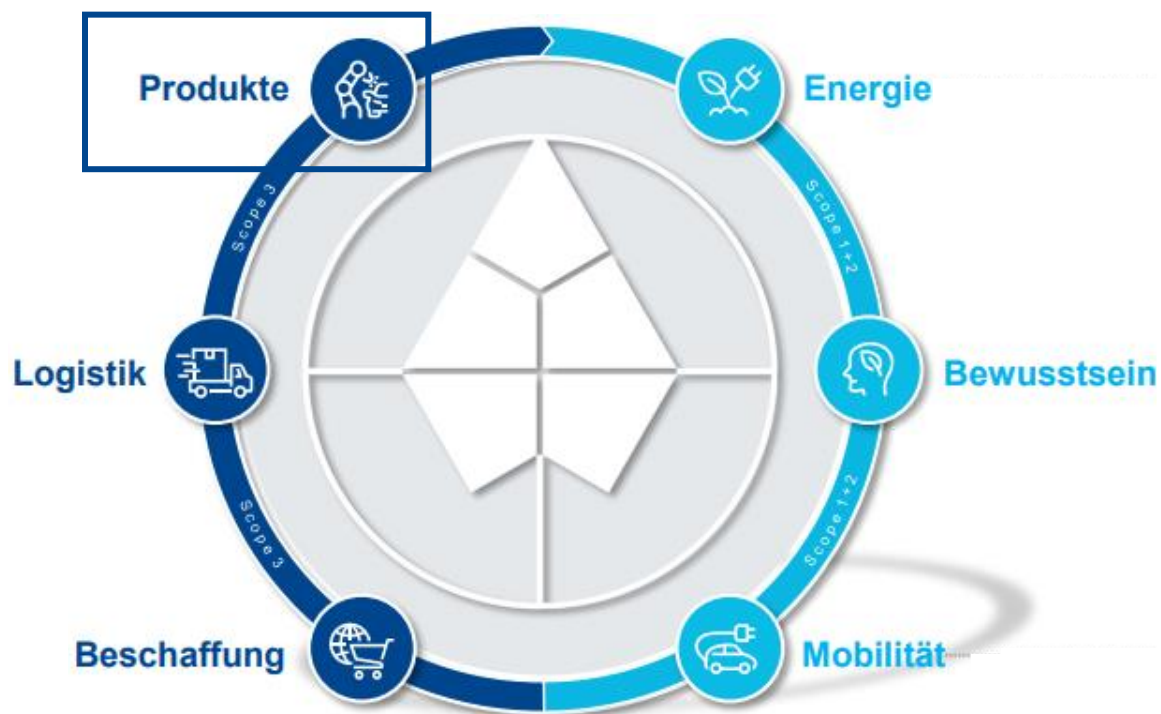 Produkte
Energie
Scope 3
Scope 1+2
Logistik
Bewusstsein
Scope 3
Scope 1+2
Beschaffung
Mobilität